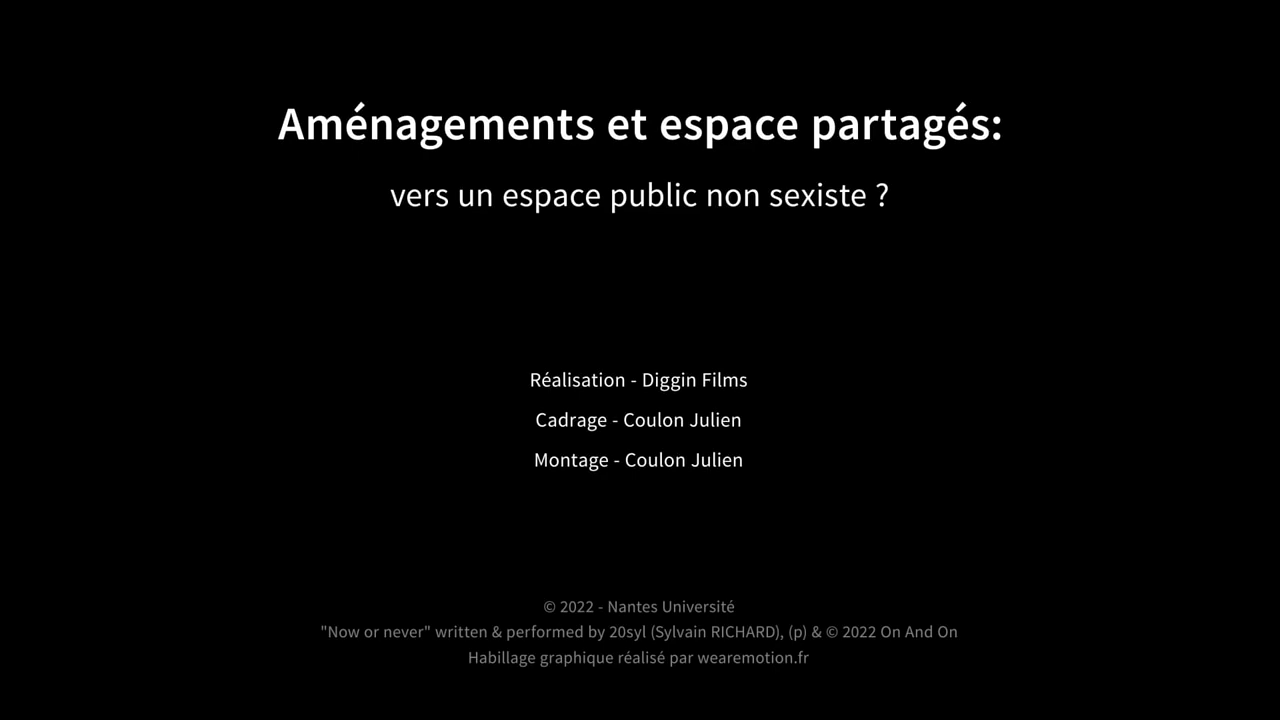 Aménagements et espace partagés:
vers un espace public non sexiste ?
Réalisation - Diggin Films
Cadrage - Coulon Julien
Montage - Coulon Julien
© 2022 - Nantes Université
"Now or never" written & performed by 20syl (Sylvain RICHARD), (p) & © 2022 On And On
Habillage graphique réalisé par wearemotion.fr